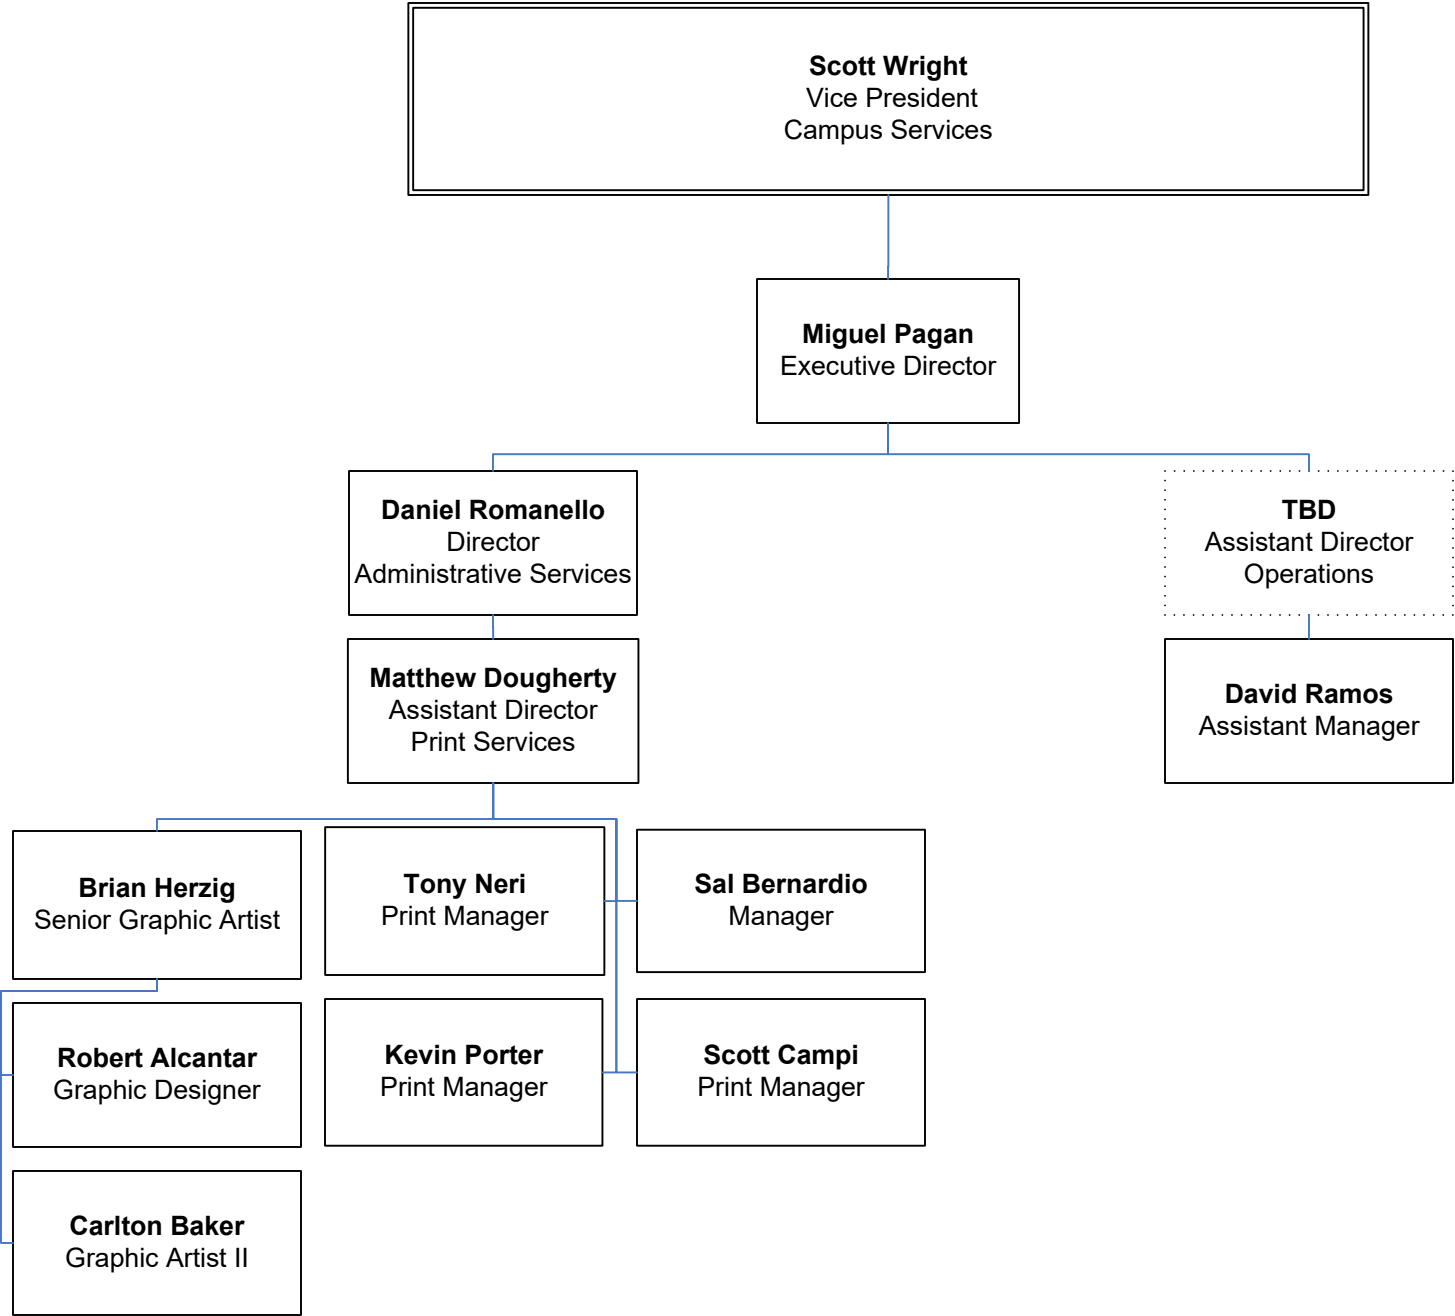 Scott Wright
Vice President
Campus Services
Miguel Pagan
Executive Director
Daniel Romanello
Director
Administrative Services
TBD
Assistant Director
Operations
Matthew Dougherty
Assistant Director
Print Services
David Ramos
Assistant Manager
Brian Herzig
Senior Graphic Artist
Tony Neri
Print Manager
Sal Bernardio
Manager
Robert Alcantar
Graphic Designer
Kevin Porter
Print Manager
Scott Campi
Print Manager
Carlton Baker
Graphic Artist II